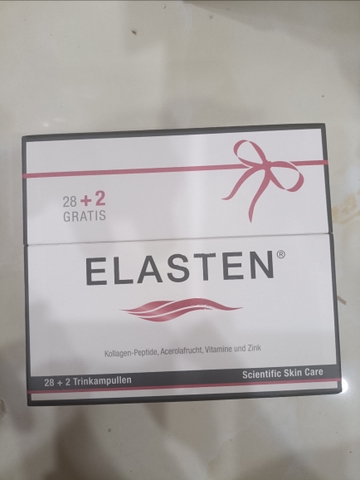 28 + 2
GRATIS
ELASTEN®
Kollagen-Peptide, Acerolafrucht, Vitamine und Zink
28 + 2 Trinkampullen
Scientific Skin Care